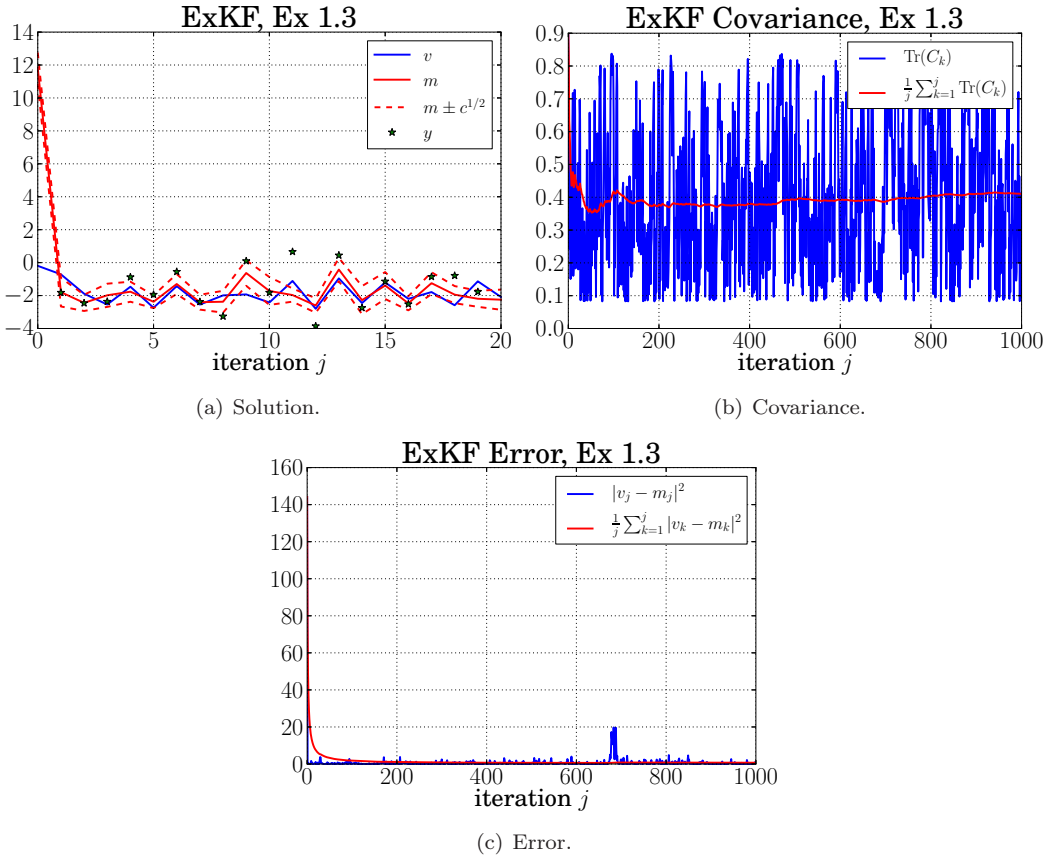 ExKF, Ex 1.3
14
12
10
8
6
4
2
0
−2
−4
0
5
10
15
20
v
m
m ± c^{1/2}
y
iteration j
(a) Solution.
ExKF Covariance, Ex 1.3
0.9
0.8
0.7
0.6
0.5
0.4
0.3
0.2
0.1
0.0
0
200
400
600
800
1000
Tr(C_k)
\frac{1}{j} \sum_{k=1}^{j} Tr(C_k)
iteration j
(b) Covariance.
ExKF Error, Ex 1.3
160
140
120
100
80
60
40
20
0
0
200
400
600
800
1000
|v_j − m_j|^2
\frac{1}{j} \sum_{k=1}^{j} |v_k − m_k|^2
iteration j
(c) Error.